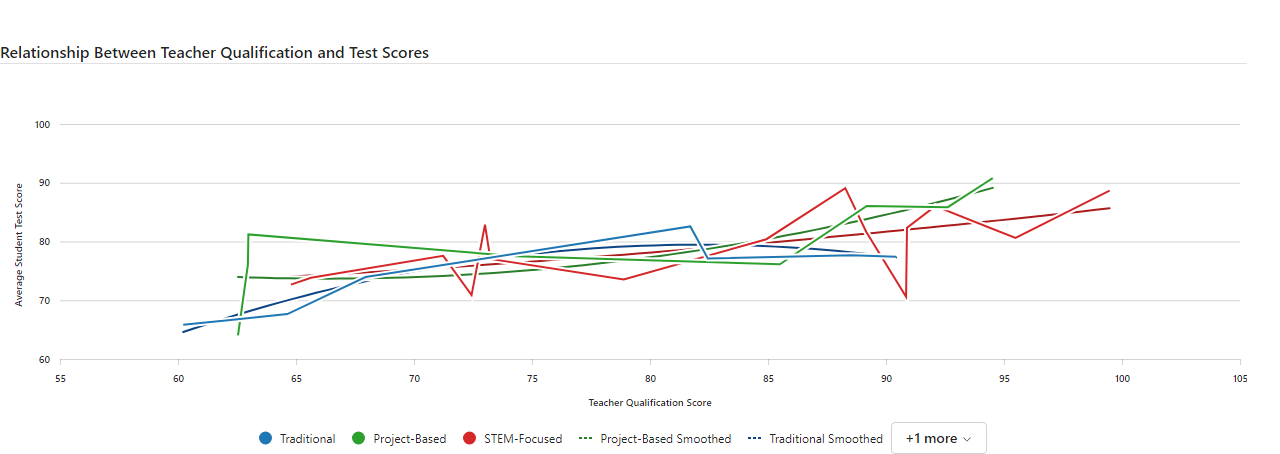 Relationship Between Teacher Qualification and Test Scores
100
90
80
70
60
Average Student Test Score
55 60 65 70 75 80 85 90 95 100 105
Teacher Qualification Score
Traditional Project-Based STEM-Focused Project-Based Smoothed Traditional Smoothed +1 more